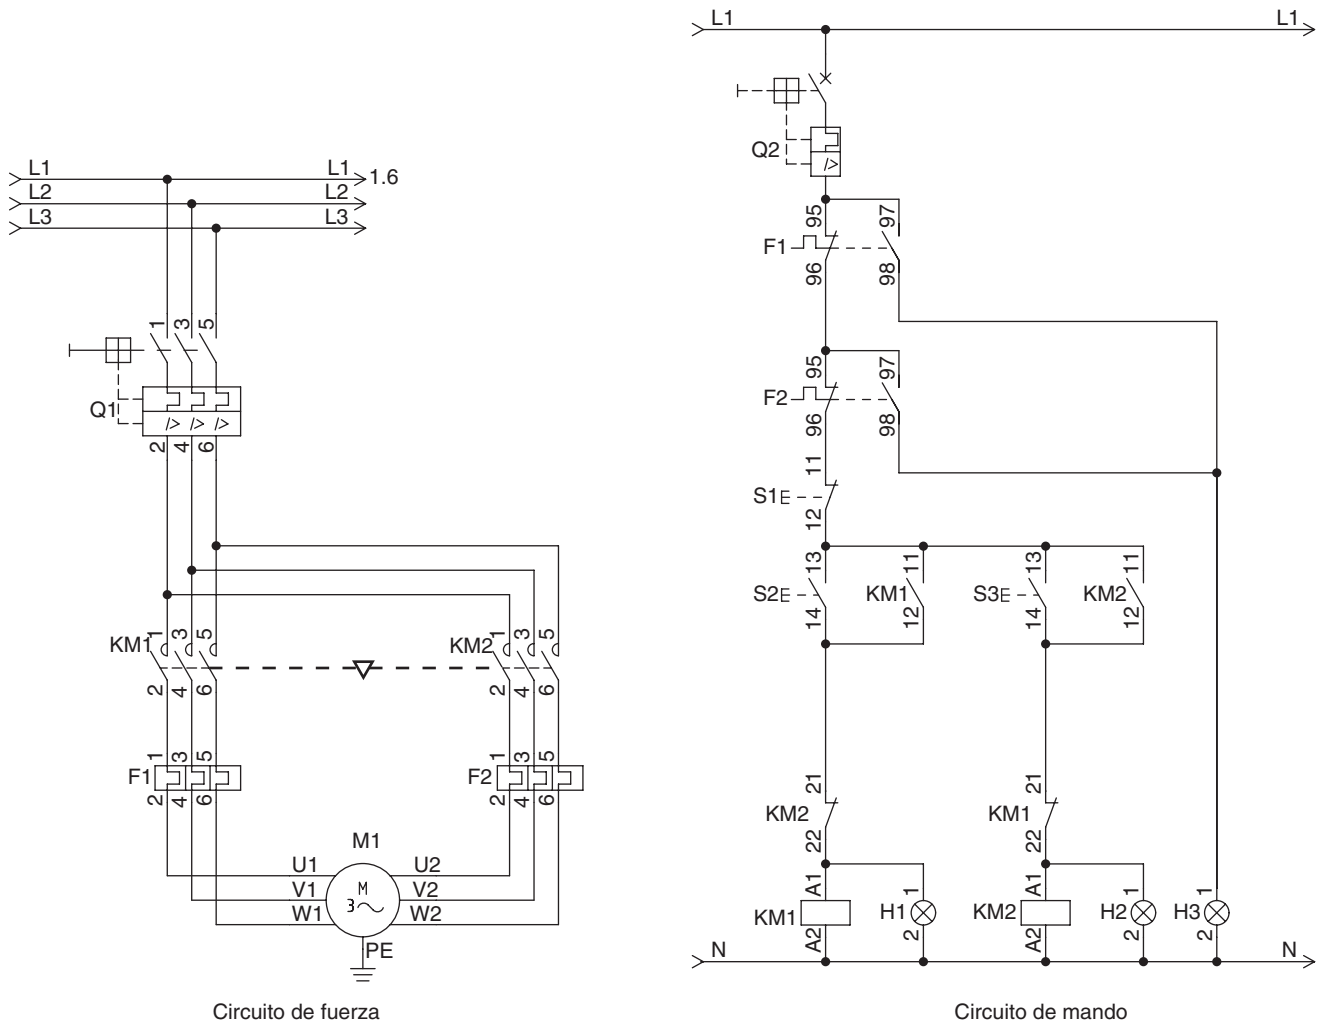 L1 L1 1.6
L2 L2
L3 L3
1 3 5
Q1
2 4 6
KM1 1 3 5 KM2 1 3 5
2 4 6 2 4 6
F1 1 3 5 F2 1 3 5
2 4 6 2 4 6
M1
U1 U2
V1 M V2
W1 3 W2
PE
Circuito de fuerza
L1 L1
Q2 />
95 97
F1
96 98
95 97
F2
96 98
11
S1E
12
13 11 13 11
S2E KM1 S3E KM2
14 12 14 12
21 21
KM2 KM1
22 22
A1 1 A1 1 1
KM1 H1 KM2 H2 H3
A2 2 A2 2 2
N N
Circuito de mando